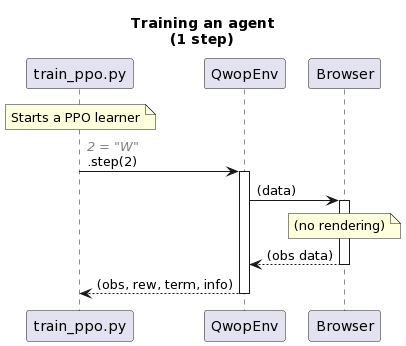 Training an agent
(1 step)
train_ppo.py
QwopEnv
Browser
Starts a PPO learner
2 = "W"
.step(2)
(data)
(no rendering)
(obs data)
(obs, rew, term, info)
train_ppo.py
QwopEnv
Browser